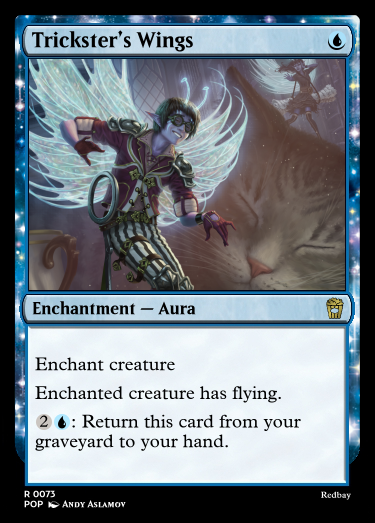 Trickster's Wings
Enchantment — Aura
Enchant creature
Enchanted creature has flying.
2: Return this card from your
graveyard to your hand.
R 0073
Redbay
POP Andy Aslamov